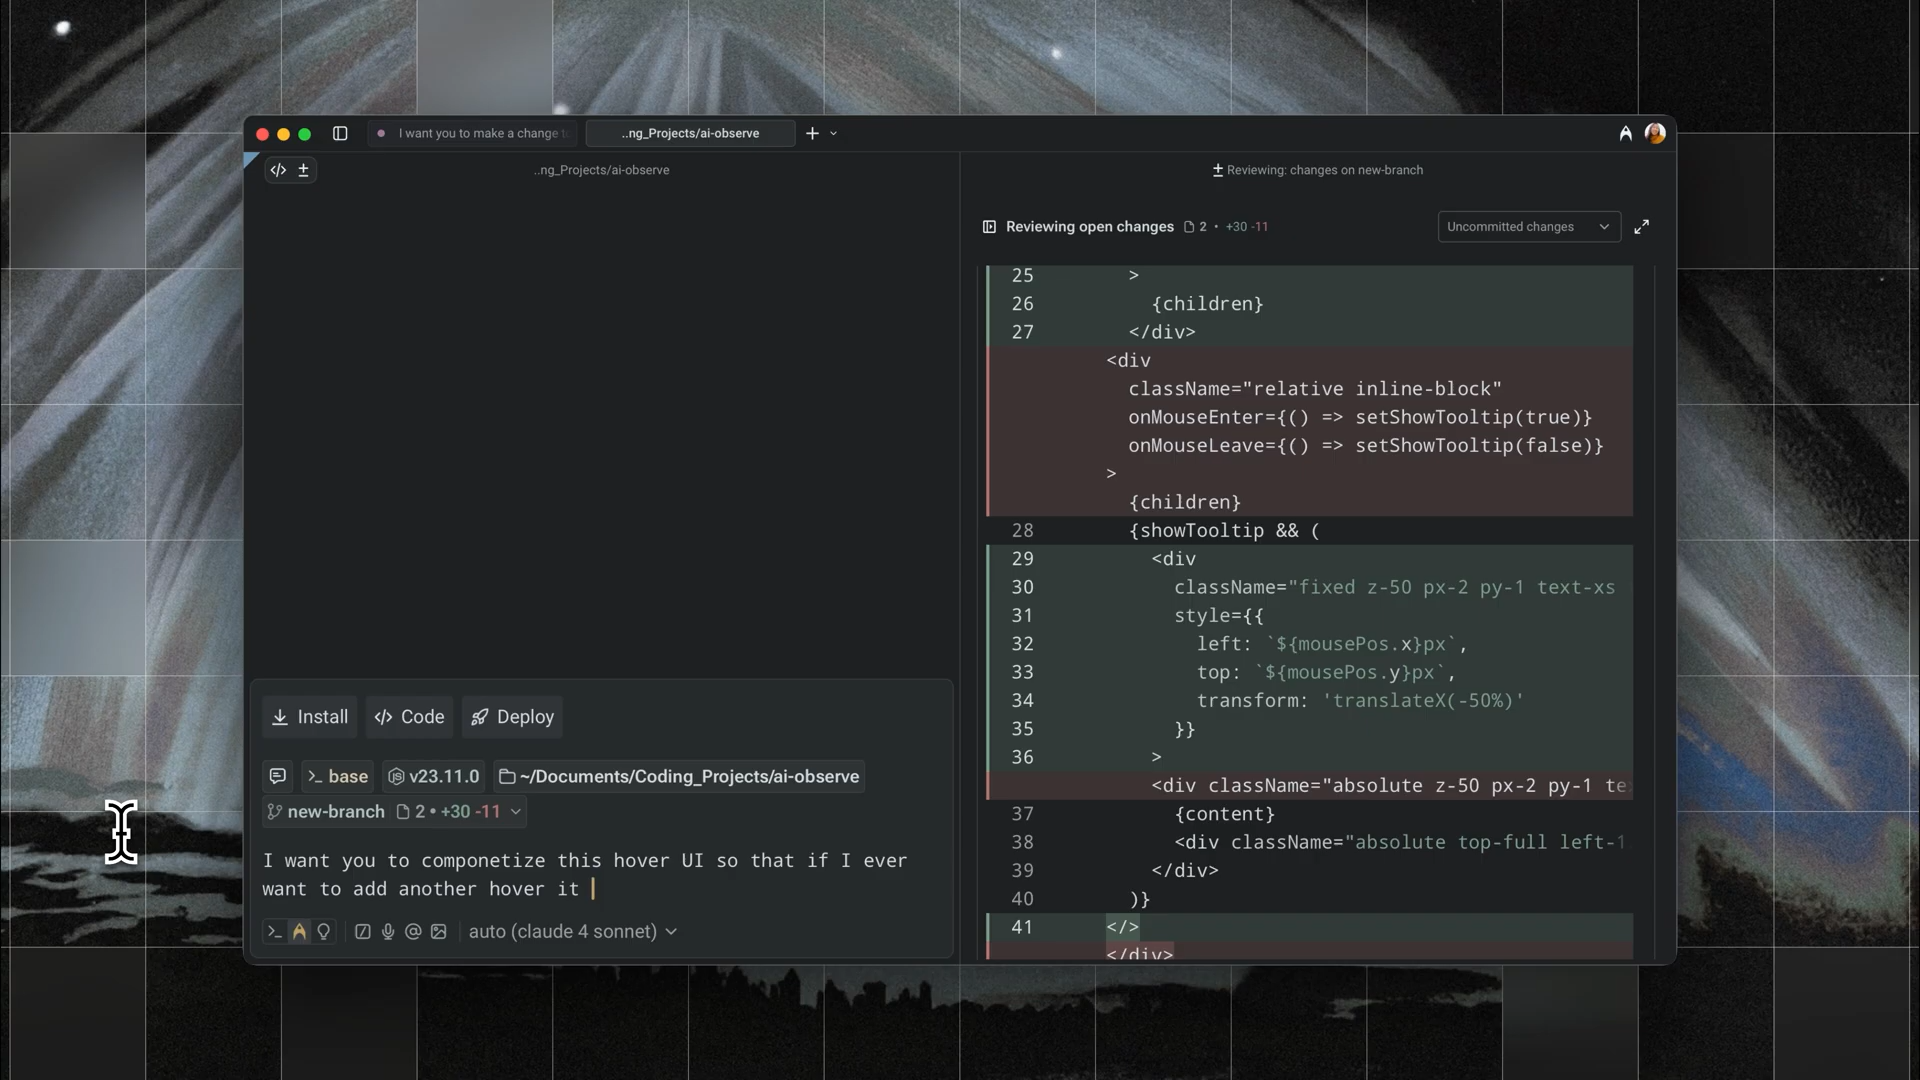 I want you to make a change to
..ng_Projects/ai-observe
..ng_Projects/ai-observe
Reviewing: changes on new-branch
Reviewing open changes 2 • +30 -11
Uncommitted changes
25 >
26 {children}
27 </div>
<div
className="relative inline-block"
onMouseEnter={() => setShowTooltip(true)}
onMouseLeave={() => setShowTooltip(false)}
>
{children}
28 {showTooltip && (
29 <div
30 className="fixed z-50 px-2 py-1 text-xs
31 style={{
32 left: `${mousePos.x}px`,
33 top: `${mousePos.y}px`,
34 transform: 'translateX(-50%)'
35 }}
36 >
<div className="absolute z-50 px-2 py-1 te
37 {content}
38 <div className="absolute top-full left-1
39 </div>
40 )}
41 </>
</div>
Install </> Code Deploy
>_ base v23.11.0 ~/Documents/Coding_Projects/ai-observe
new-branch 2 • +30 -11
I want you to componetize this hover UI so that if I ever
want to add another hover it
auto (claude 4 sonnet)